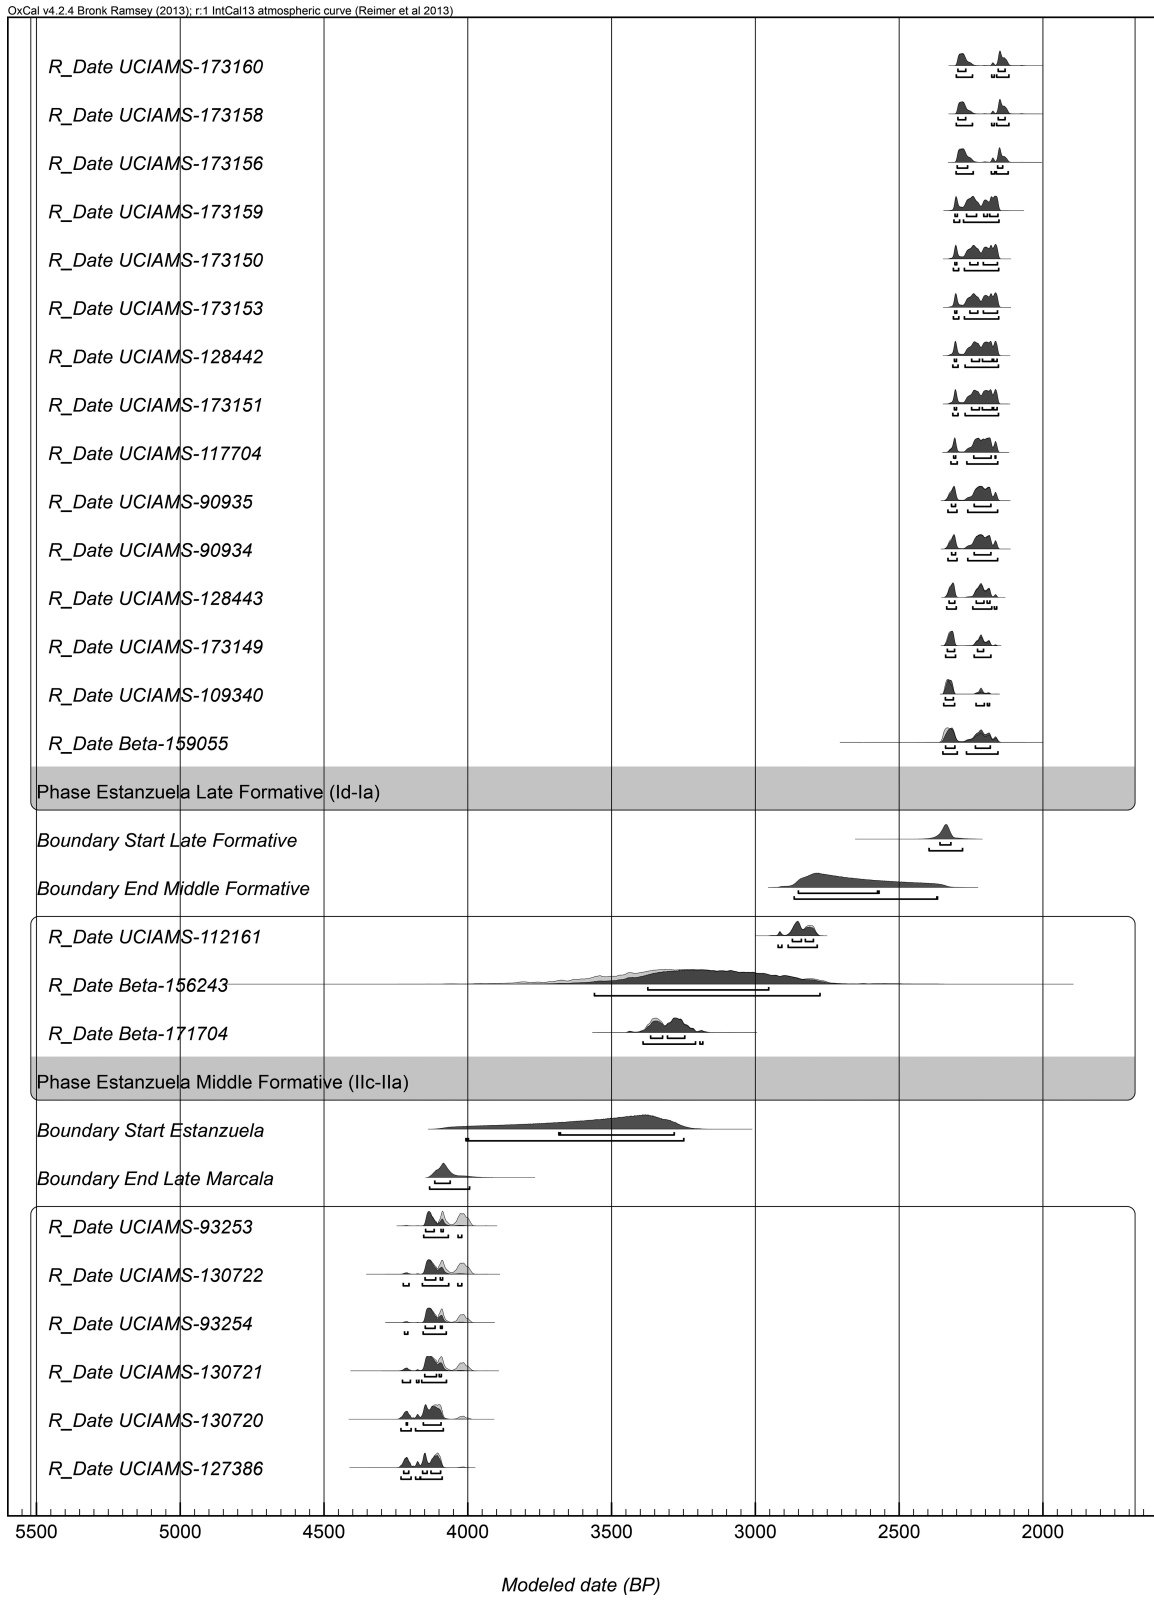 OxCal v4.2.4 Bronk Ramsey (2013); r:1 IntCal13 atmospheric curve (Reimer et al 2013)
R_Date UCIAMS-173160
R_Date UCIAMS-173158
R_Date UCIAMS-173156
R_Date UCIAMS-173159
R_Date UCIAMS-173150
R_Date UCIAMS-173153
R_Date UCIAMS-128442
R_Date UCIAMS-173151
R_Date UCIAMS-117704
R_Date UCIAMS-90935
R_Date UCIAMS-90934
R_Date UCIAMS-128443
R_Date UCIAMS-173149
R_Date UCIAMS-109340
R_Date Beta-159055
Phase Estanzuela Late Formative (Id-Ia)
Boundary Start Late Formative
Boundary End Middle Formative
R_Date UCIAMS-112161
R_Date Beta-156243
R_Date Beta-171704
Phase Estanzuela Middle Formative (IIc-IIa)
Boundary Start Estanzuela
Boundary End Late Marcala
R_Date UCIAMS-93253
R_Date UCIAMS-130722
R_Date UCIAMS-93254
R_Date UCIAMS-130721
R_Date UCIAMS-130720
R_Date UCIAMS-127386
5500 5000 4500 4000 3500 3000 2500 2000
Modeled date (BP)